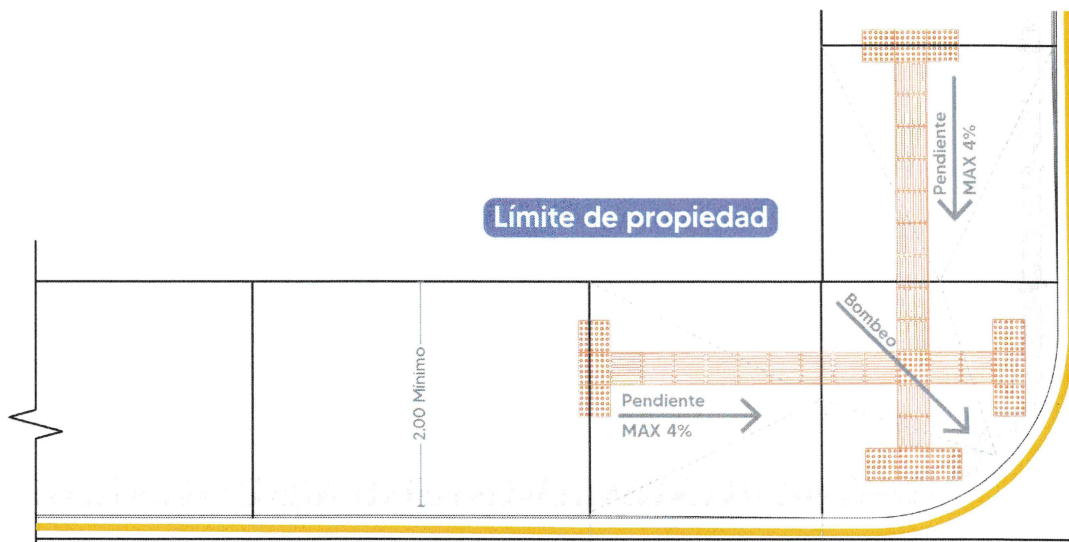 Pendiente
MAX 4%
Límite de propiedad
Bombeo
2.00 Mínimo
Pendiente
MAX 4%